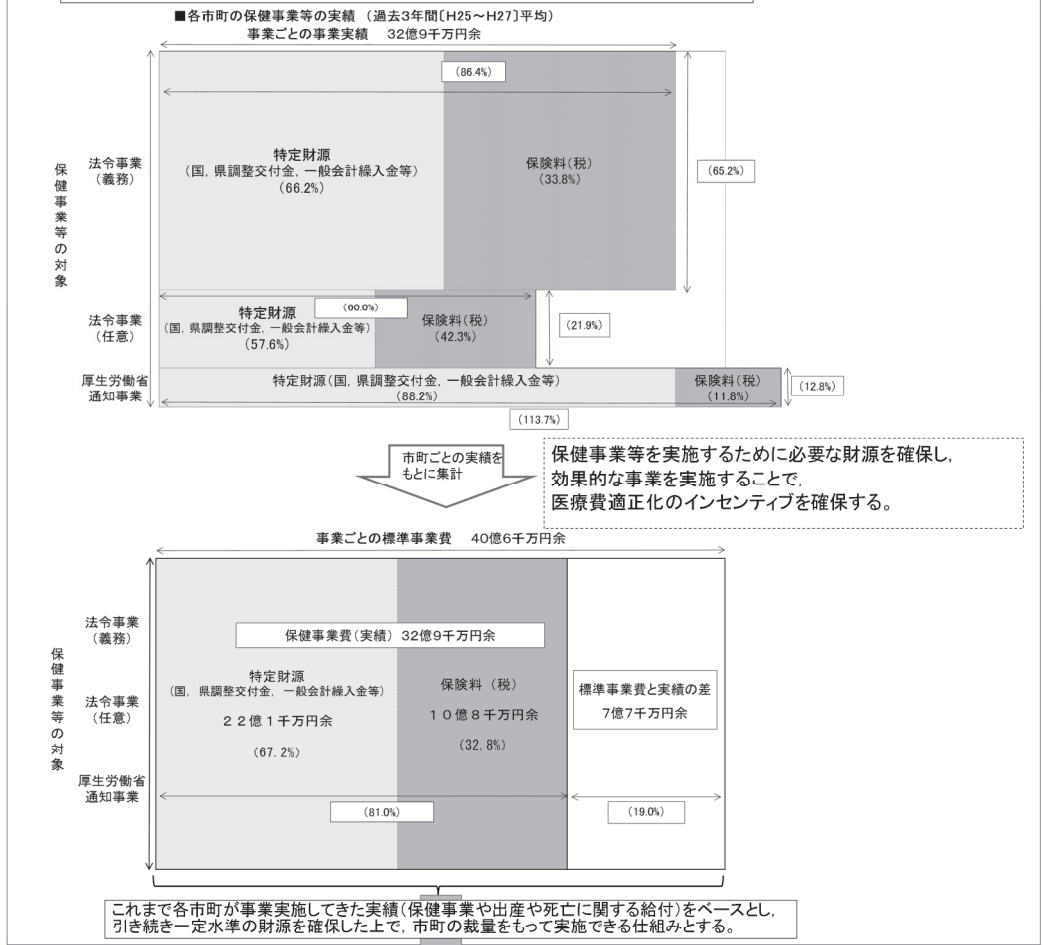 ■各市町の保健事業等の実績 (過去3年間〔H25~H27〕平均)
事業ごとの事業実績 32億9千万円余
(86.4%)
保健事業等の対象
法令事業
(義務)
特定財源
(国, 県調整交付金, 一般会計繰入金等)
(66.2%)
保険料(税)
(33.8%)
(65.2%)
法令事業
(任意)
特定財源
(国, 県調整交付金, 一般会計繰入金等)
(57.6%)
保険料(税)
(42.3%)
(21.9%)
厚生労働省
通知事業
特定財源(国, 県調整交付金, 一般会計繰入金等)
(88.2%)
保険料(税)
(11.8%)
(12.8%)
(113.7%)
市町ごとの実績を
もとに集計
保健事業等を実施するために必要な財源を確保し,
効果的な事業を実施することで,
医療費適正化のインセンティブを確保する。
事業ごとの標準事業費 40億6千万円余
保健事業等の対象
法令事業
(義務)
法令事業
(任意)
厚生労働省
通知事業
保健事業費(実績) 32億9千万円余
特定財源
(国, 県調整交付金, 一般会計繰入金等)
22億1千万円余
(67.2%)
保険料 (税)
10億8千万円余
(32.8%)
標準事業費と実績の差
7億7千万円余
(81.0%)
(19.0%)
これまで各市町が事業実施してきた実績(保健事業や出産や死亡に関する給付)をベースとし,
引き続き一定水準の財源を確保した上で, 市町の裁量をもって実施できる仕組みとする。